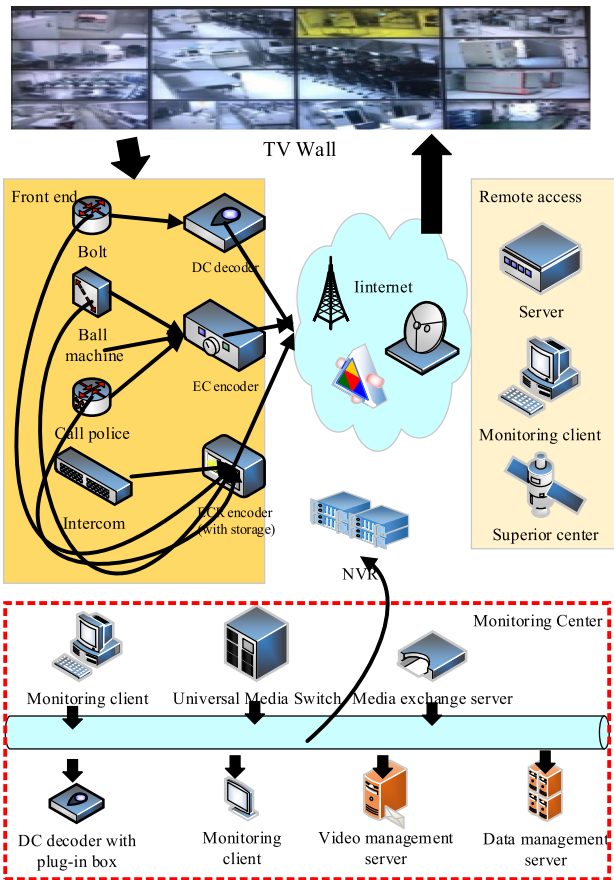 TV Wall
Front end
Bolt
DC decoder
Ball
machine
EC encoder
Call police
Intercom
ECR encoder
(with storage)
Iinternet
NVR
Remote access
Server
Monitoring client
Superior center
Monitoring Center
Monitoring client
Universal Media Switch
Media exchange server
DC decoder with
plug-in box
Monitoring
client
Video management
server
Data management
server